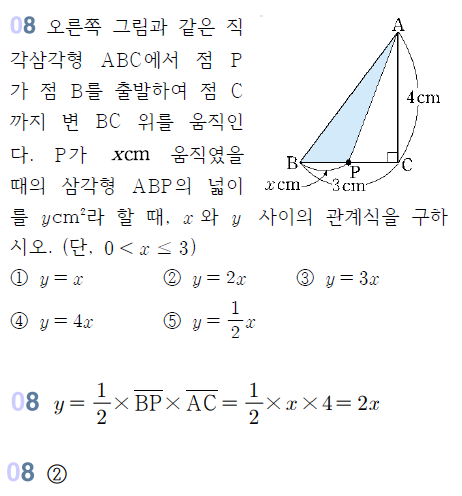 08 오른쪽 그림과 같은 직
각삼각형 ABC에서 점 P
가 점 B를 출발하여 점 C
까지 변 BC 위를 움직인
다. P가 xcm 움직였을
때의 삼각형 ABP의 넓이
를 ycm²라 할 때, x 와 y 사이의 관계식을 구하
시오. (단, 0 < x ≤ 3)
A
4cm
B
C
P
xcm
3cm
① y = x ② y = 2x ③ y = 3x
④ y = 4x ⑤ y = 1/2 x
08 y = 1/2 × B̅P̅ × A̅C̅ = 1/2 × x × 4 = 2x
08 ②